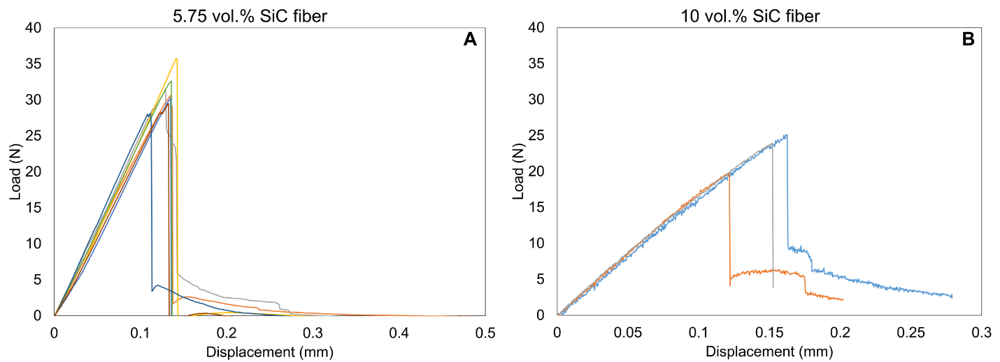 5.75 vol.% SiC fiber
A
Load (N)
40
35
30
25
20
15
10
5
0
0 0.1 0.2 0.3 0.4 0.5
Displacement (mm)
10 vol.% SiC fiber
B
Load (N)
40
35
30
25
20
15
10
5
0
0 0.05 0.1 0.15 0.2 0.25 0.3
Displacement (mm)